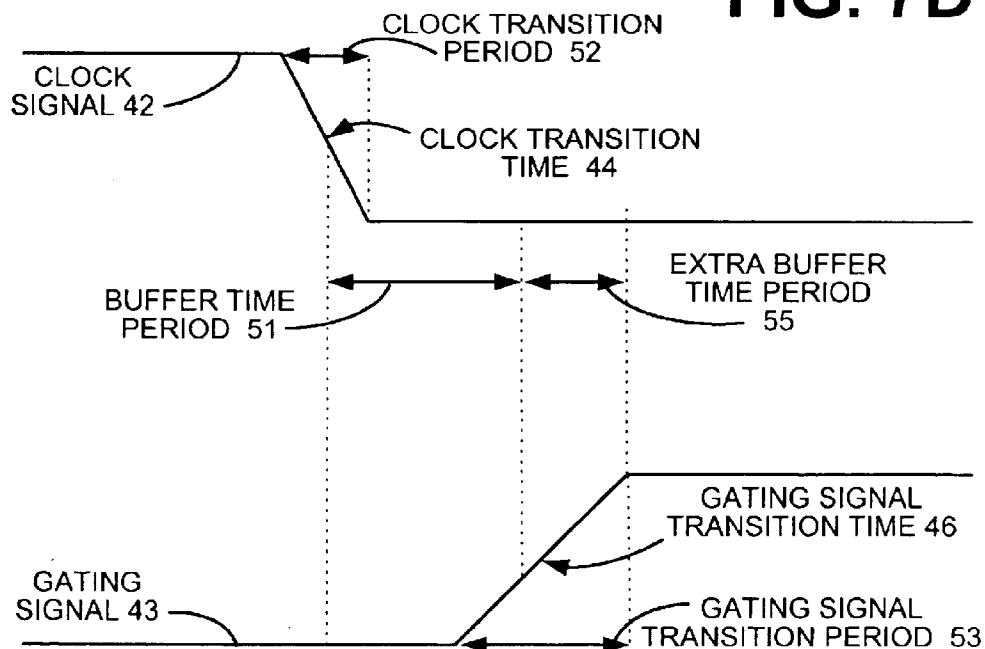 FIG. 7B
CLOCK TRANSITION
PERIOD 52
CLOCK
SIGNAL 42
CLOCK TRANSITION
TIME 44
BUFFER TIME
PERIOD 51
EXTRA BUFFER
TIME PERIOD
55
GATING SIGNAL
TRANSITION TIME 46
GATING
SIGNAL 43
GATING SIGNAL
TRANSITION PERIOD 53